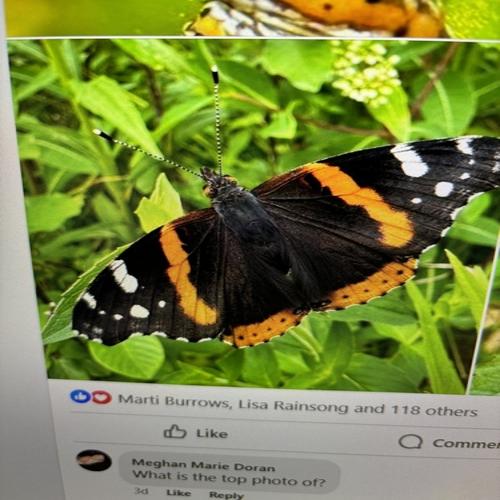 Marti Burrows, Lisa Rainsong and 118 others
Like
Meghan Marie Doran
What is the top photo of?
3d Like Reply